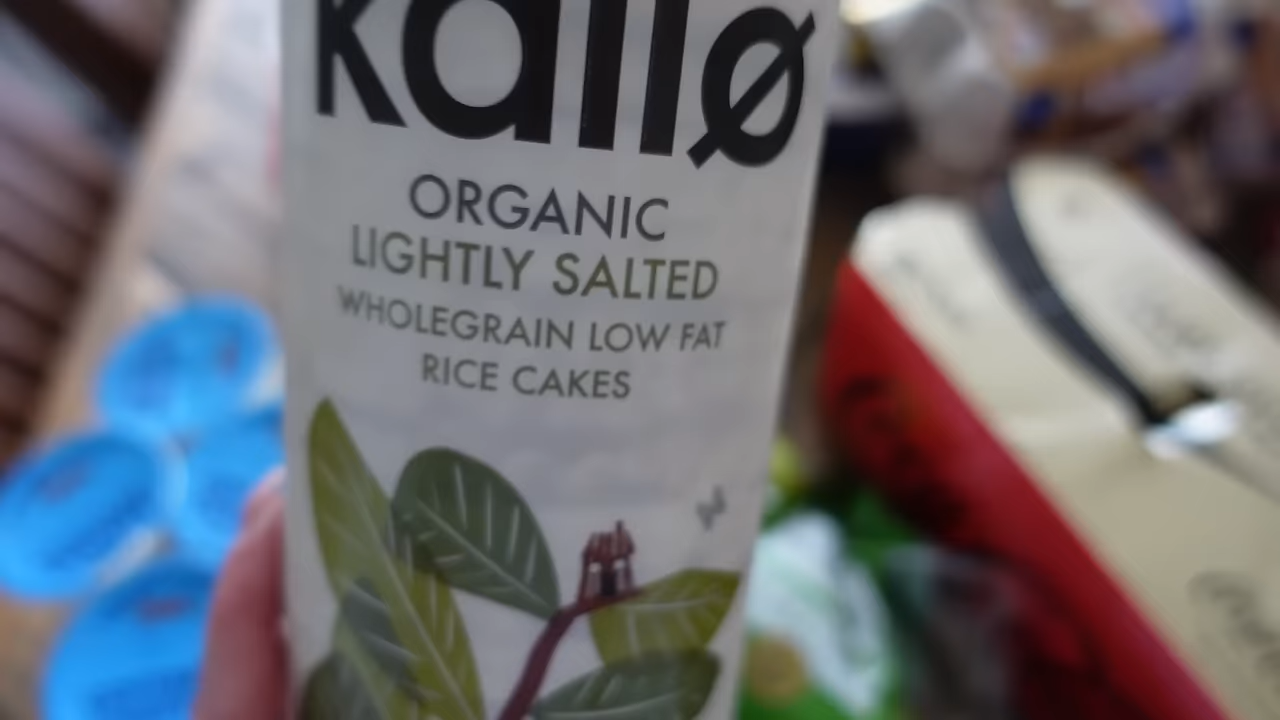 kallø
ORGANIC
LIGHTLY SALTED
WHOLEGRAIN LOW FAT
RICE CAKES